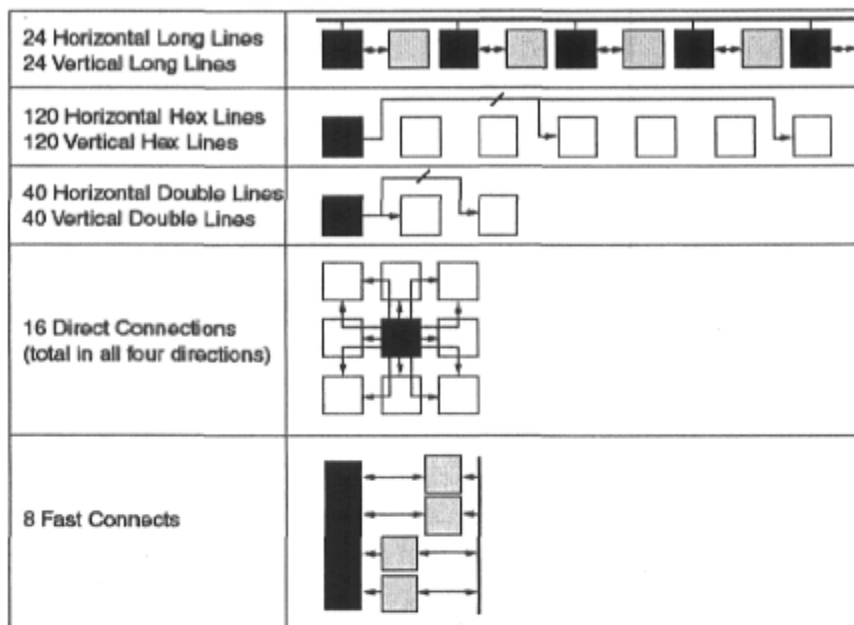 24 Horizontal Long Lines
24 Vertical Long Lines
120 Horizontal Hex Lines
120 Vertical Hex Lines
40 Horizontal Double Lines
40 Vertical Double Lines
16 Direct Connections
(total in all four directions)
8 Fast Connects